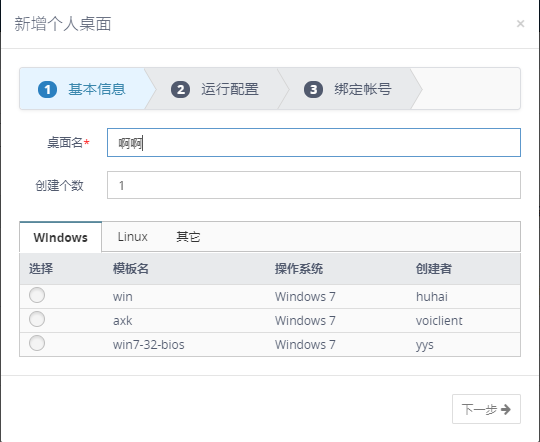 新增个人桌面 ×
1 基本信息 2 运行配置 3 绑定帐号
桌面名* 啊啊
创建个数 1
Windows Linux 其它
选择 模板名 操作系统 创建者
win Windows 7 huhai
axk Windows 7 voiclient
win7-32-bios Windows 7 yys
下一步 →